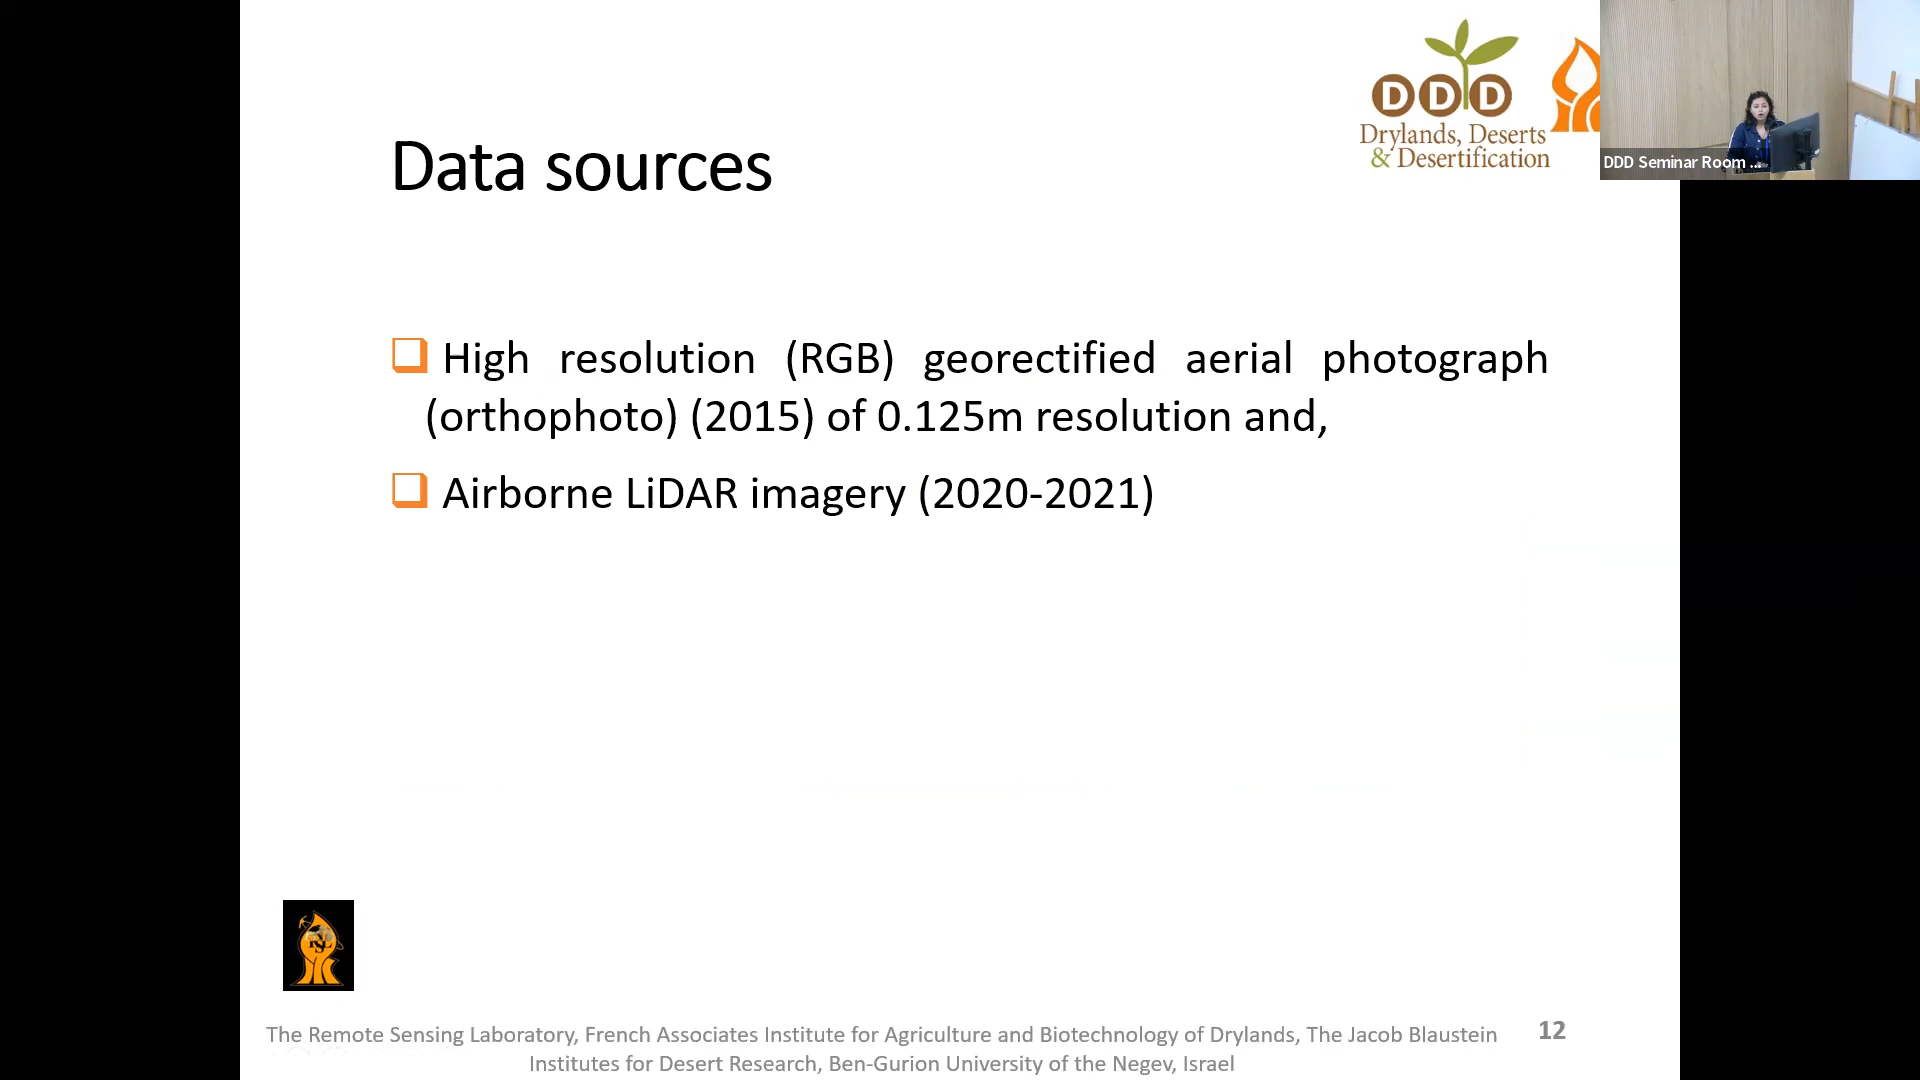 DDD
Drylands, Deserts
& Desertification
DDD Seminar Room ...
Data sources
High resolution (RGB) georectified aerial photograph
(orthophoto) (2015) of 0.125m resolution and,
Airborne LiDAR imagery (2020-2021)
The Remote Sensing Laboratory, French Associates Institute for Agriculture and Biotechnology of Drylands, The Jacob Blaustein
Institutes for Desert Research, Ben-Gurion University of the Negev, Israel
12